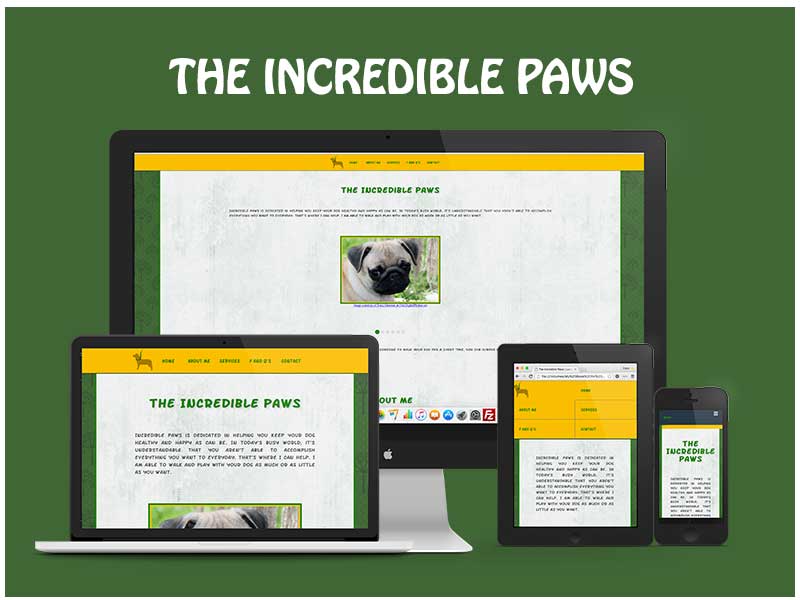 THE INCREDIBLE PAWS
HOME ABOUT ME SERVICES F AND Q'S CONTACT
THE INCREDIBLE PAWS
INCREDIBLE PAWS IS DEDICATED IN HELPING YOU KEEP YOUR DOG HEALTHY AND HAPPY AS CAN BE. IN TODAY'S BUSY WORLD, IT'S UNDERSTANDABLE THAT YOU AREN'T ABLE TO ACCOMPLISH
EVERYTHING YOU WANT TO EVERYDAY. THAT'S WHERE I CAN HELP. I AM ABLE TO WALK AND PLAY WITH YOUR DOG AS MUCH OR AS LITTLE AS YOU WANT.
OUT ME
HOME ABOUT ME SERVICES F AND Q'S CONTACT
THE INCREDIBLE PAWS
INCREDIBLE PAWS IS DEDICATED IN HELPING YOU KEEP YOUR DOG
HEALTHY AND HAPPY AS CAN BE. IN TODAY'S BUSY WORLD, IT'S
UNDERSTANDABLE THAT YOU AREN'T ABLE TO ACCOMPLISH
EVERYTHING YOU WANT TO EVERYDAY. THAT'S WHERE I CAN HELP. I
AM ABLE TO WALK AND PLAY WITH YOUR DOG AS MUCH OR AS LITTLE
AS YOU WANT.
HOME
ABOUT ME SERVICES
F AND Q'S CONTACT
INCREDIBLE PAWS IS DEDICATED IN
HELPING YOU KEEP YOUR DOG
HEALTHY AND HAPPY AS CAN BE. IN
TODAY'S BUSY WORLD, IT'S
UNDERSTANDABLE THAT YOU AREN'T
ABLE TO ACCOMPLISH EVERYTHING YOU
WANT TO EVERYDAY. THAT'S WHERE I
CAN HELP. I AM ABLE TO WALK AND
PLAY WITH YOUR DOG AS MUCH OR AS
LITTLE AS YOU WANT.
THE
INCREDIBLE
PAWS
INCREDIBLE PAWS IS
DEDICATED IN HELPING
YOU KEEP YOUR DOG
HEALTHY AND HAPPY AS
CAN BE. IN TODAY'S
BUSY WORLD, IT'S
UNDERSTANDABLE THAT
YOU AREN'T ABLE TO
ACCOMPLISH EVERYTHING